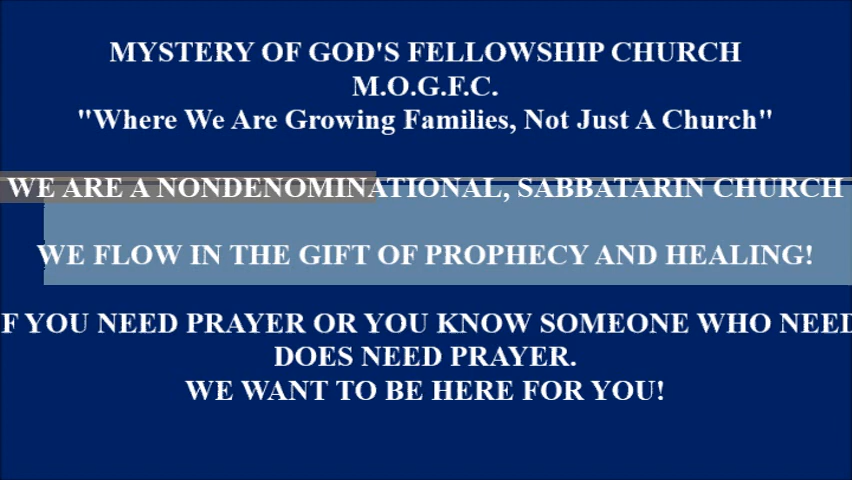 MYSTERY OF GOD'S FELLOWSHIP CHURCH
M.O.G.F.C.
"Where We Are Growing Families, Not Just A Church"
WE ARE A NONDENOMINATIONAL, SABBATARIN CHURCH
WE FLOW IN THE GIFT OF PROPHECY AND HEALING!
F YOU NEED PRAYER OR YOU KNOW SOMEONE WHO NEED
DOES NEED PRAYER.
WE WANT TO BE HERE FOR YOU!